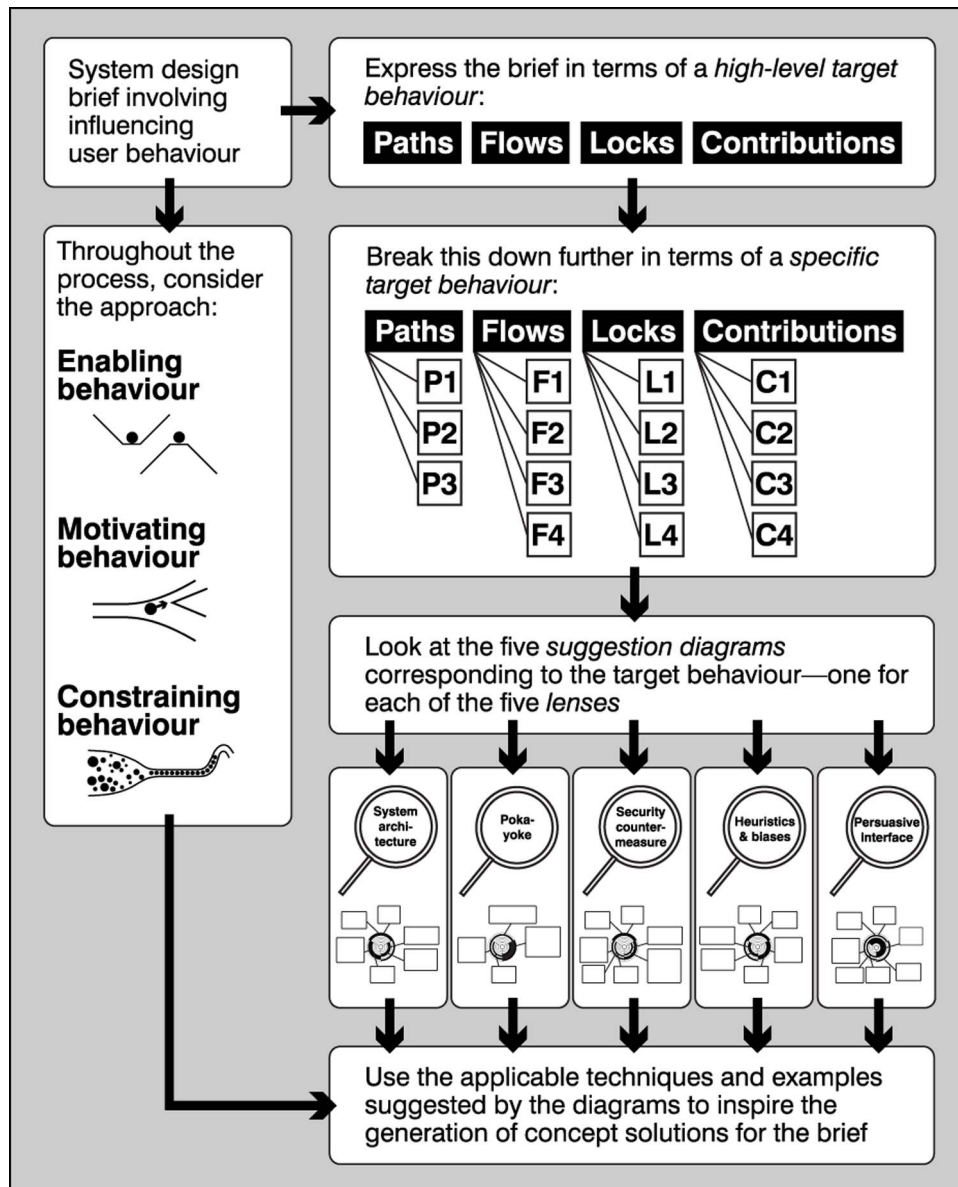 System design
brief involving
influencing
user behaviour
Express the brief in terms of a high-level target
behaviour:
Paths Flows Locks Contributions
Throughout the
process, consider
the approach:
Enabling
behaviour
Motivating
behaviour
Constraining
behaviour
Break this down further in terms of a specific
target behaviour:
Paths Flows Locks Contributions
P1 F1 L1 C1
P2 F2 L2 C2
P3 F3 L3 C3
F4 L4 C4
Look at the five suggestion diagrams
corresponding to the target behaviour—one for
each of the five lenses
System
archi-
tecture
Poka-
yoke
Security
counter-
measure
Heuristics
& biases
Persuasive
Interface
Use the applicable techniques and examples
suggested by the diagrams to inspire the
generation of concept solutions for the brief